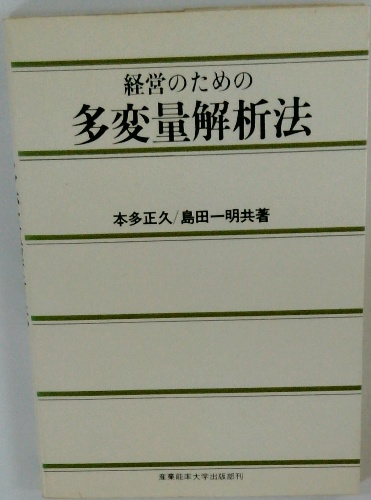 経営のための
多変量解析法
本多正久/島田一明共著
産業能率大学出版部刊